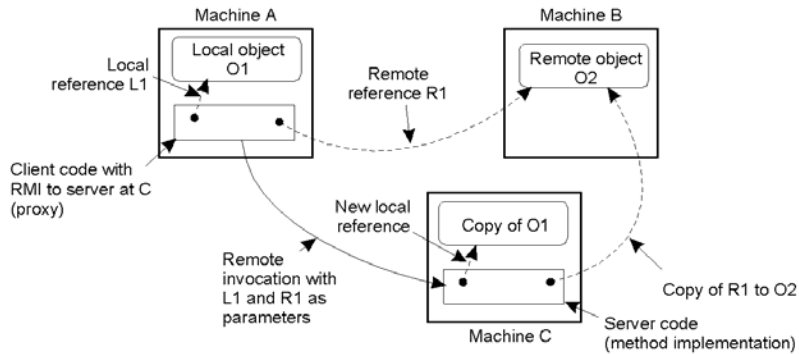 Machine A
Machine B
Local object
O1
Local
reference L1
Remote
reference R1
Remote object
O2
Client code with
RMI to server at C
(proxy)
New local
reference
Copy of O1
Remote
invocation with
L1 and R1 as
parameters
Copy of R1 to O2
Server code
(method implementation)
Machine C